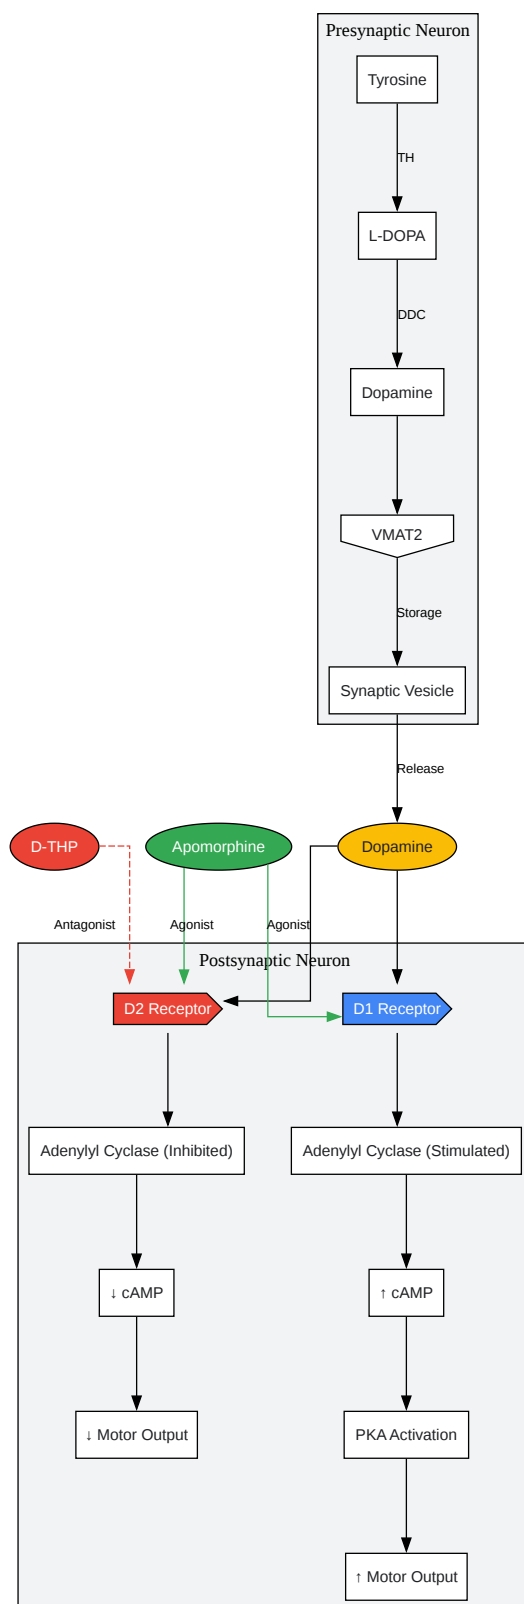 Presynaptic Neuron
Tyrosine
TH
L-DOPA
DDC
Dopamine
VMAT2
Storage
Synaptic Vesicle
Release
D-THP
Apomorphine
Dopamine
Antagonist
Agonist
Agonist
Postsynaptic Neuron
D2 Receptor
D1 Receptor
Adenylyl Cyclase (Inhibited)
Adenylyl Cyclase (Stimulated)
↓ cAMP
↑ cAMP
↓ Motor Output
PKA Activation
↑ Motor Output